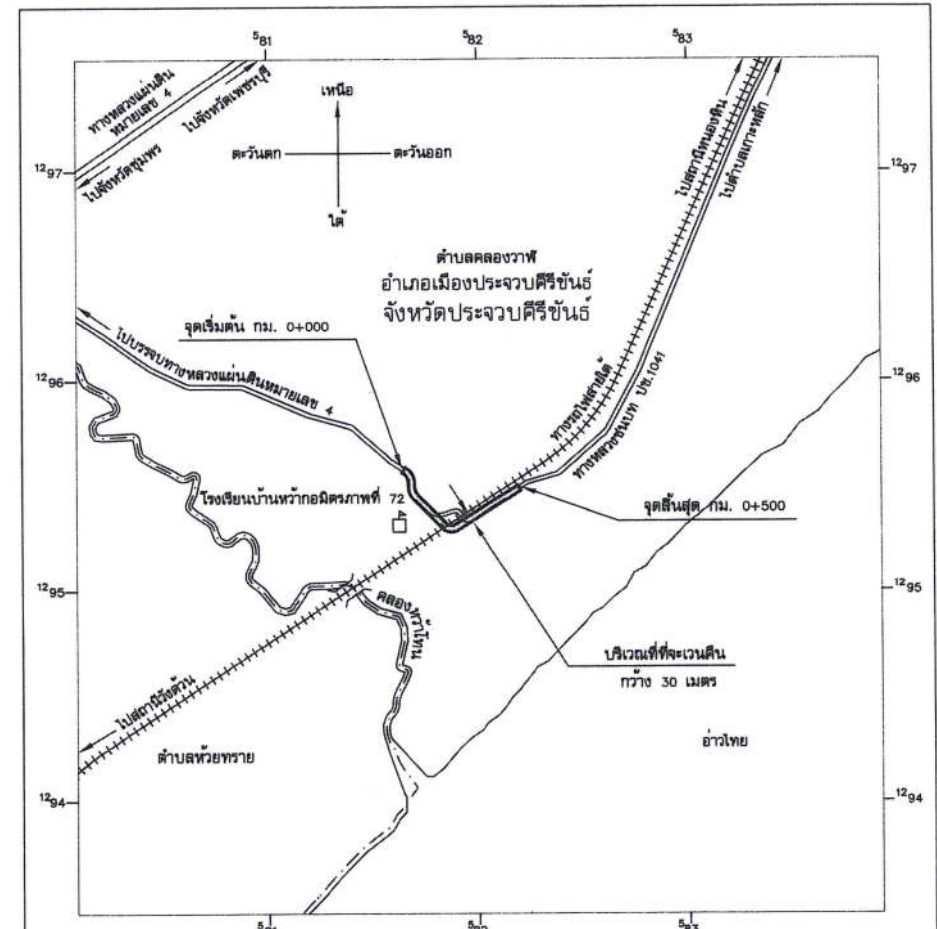 ⁵81 ⁵82 ⁵83
ทางหลวงแผ่นดิน
หมายเลข 4
ไปจังหวัดเพชรบุรี
ไปจังหวัดชุมพร
เหนือ
ตะวันตก ตะวันออก
ใต้
¹²97 ¹²97
ไปสถานีหนองหิน
ไปตำบลเกาะหลัก
ตำบลคลองวาฬ
อำเภอเมืองประจวบคีรีขันธ์
จังหวัดประจวบคีรีขันธ์
จุดเริ่มต้น กม. 0+000
ไปบรรจบทางหลวงแผ่นดินหมายเลข 4
¹²96 ¹²96
ทางรถไฟสายใต้
ทางหลวงชนบท ปข.1041
โรงเรียนบ้านหว้ากอมิตรภาพที่ 72
จุดสิ้นสุด กม. 0+500
¹²95 ¹²95
คลองหว้าโทน
บริเวณที่ที่จะเวนคืน
กว้าง 30 เมตร
ไปสถานีวังด้วน
ตำบลห้วยทราย
อ่าวไทย
¹²94 ¹²94
⁵81 ⁵82 ⁵83